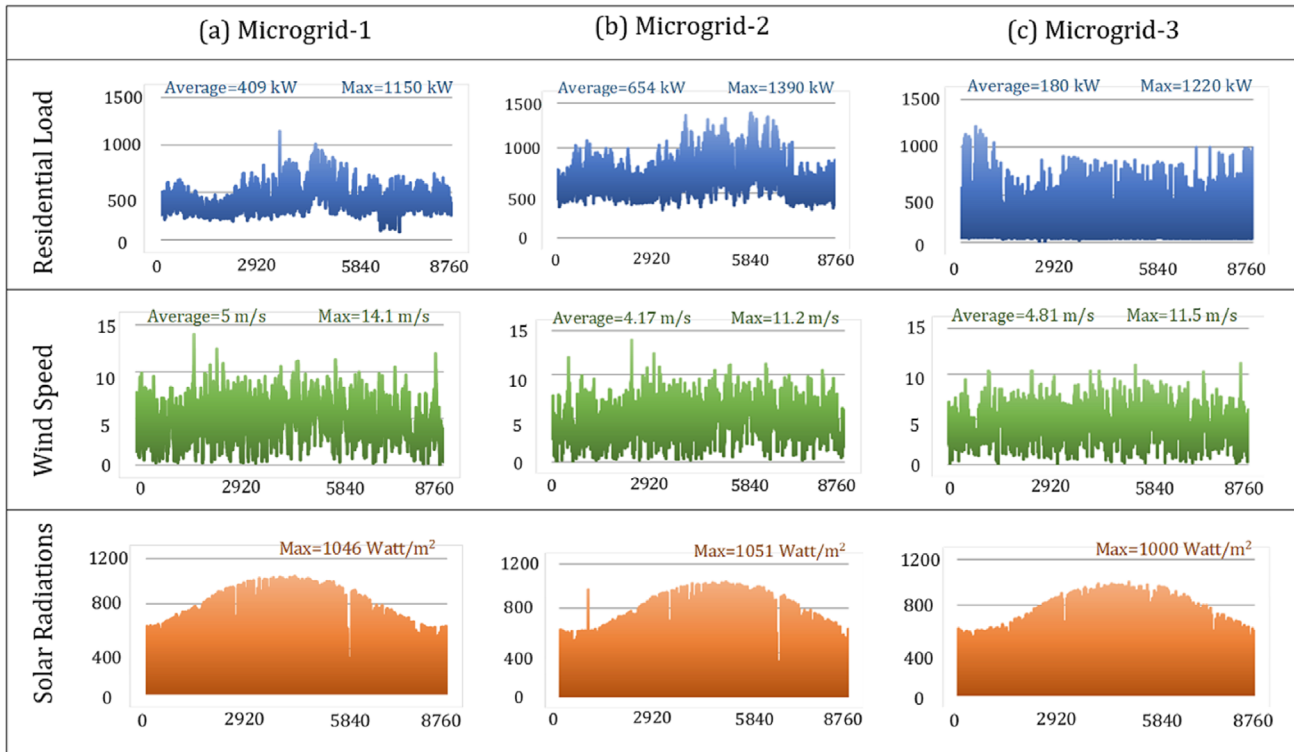 (a) Microgrid-1
(b) Microgrid-2
(c) Microgrid-3
Residential Load
Average=409 kW Max=1150 kW
1500
1000
500
0
0 2920 5840 8760
Average=654 kW Max=1390 kW
1500
1000
500
0
0 2920 5840 8760
Average=180 kW Max=1220 kW
1500
1000
500
0
0 2920 5840 8760
Wind Speed
Average=5 m/s Max=14.1 m/s
15
10
5
0
0 2920 5840 8760
Average=4.17 m/s Max=11.2 m/s
15
10
5
0
0 2920 5840 8760
Average=4.81 m/s Max=11.5 m/s
15
10
5
0
0 2920 5840 8760
Solar Radiations
Max=1046 Watt/m²
1200
800
400
0
0 2920 5840 8760
Max=1051 Watt/m²
1200
800
400
0
0 2920 5840 8760
Max=1000 Watt/m²
1200
800
400
0
0 2920 5840 8760